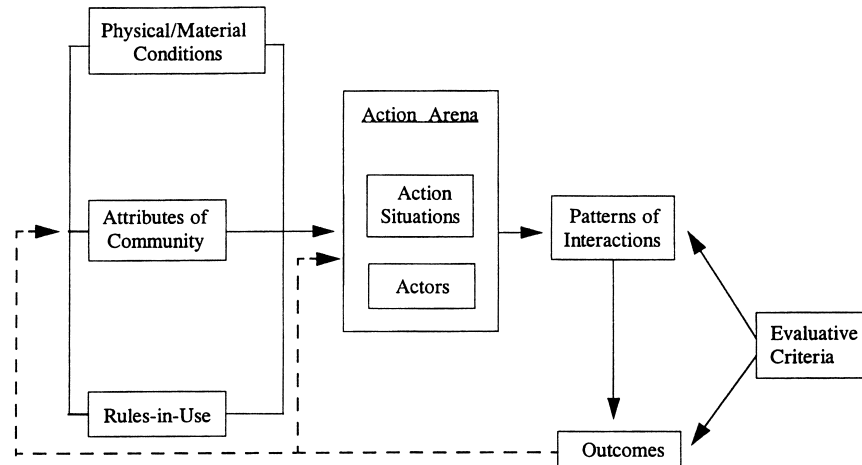 Physical/Material
Conditions
Attributes of
Community
Rules-in-Use
Action Arena
Action
Situations
Actors
Patterns of
Interactions
Outcomes
Evaluative
Criteria